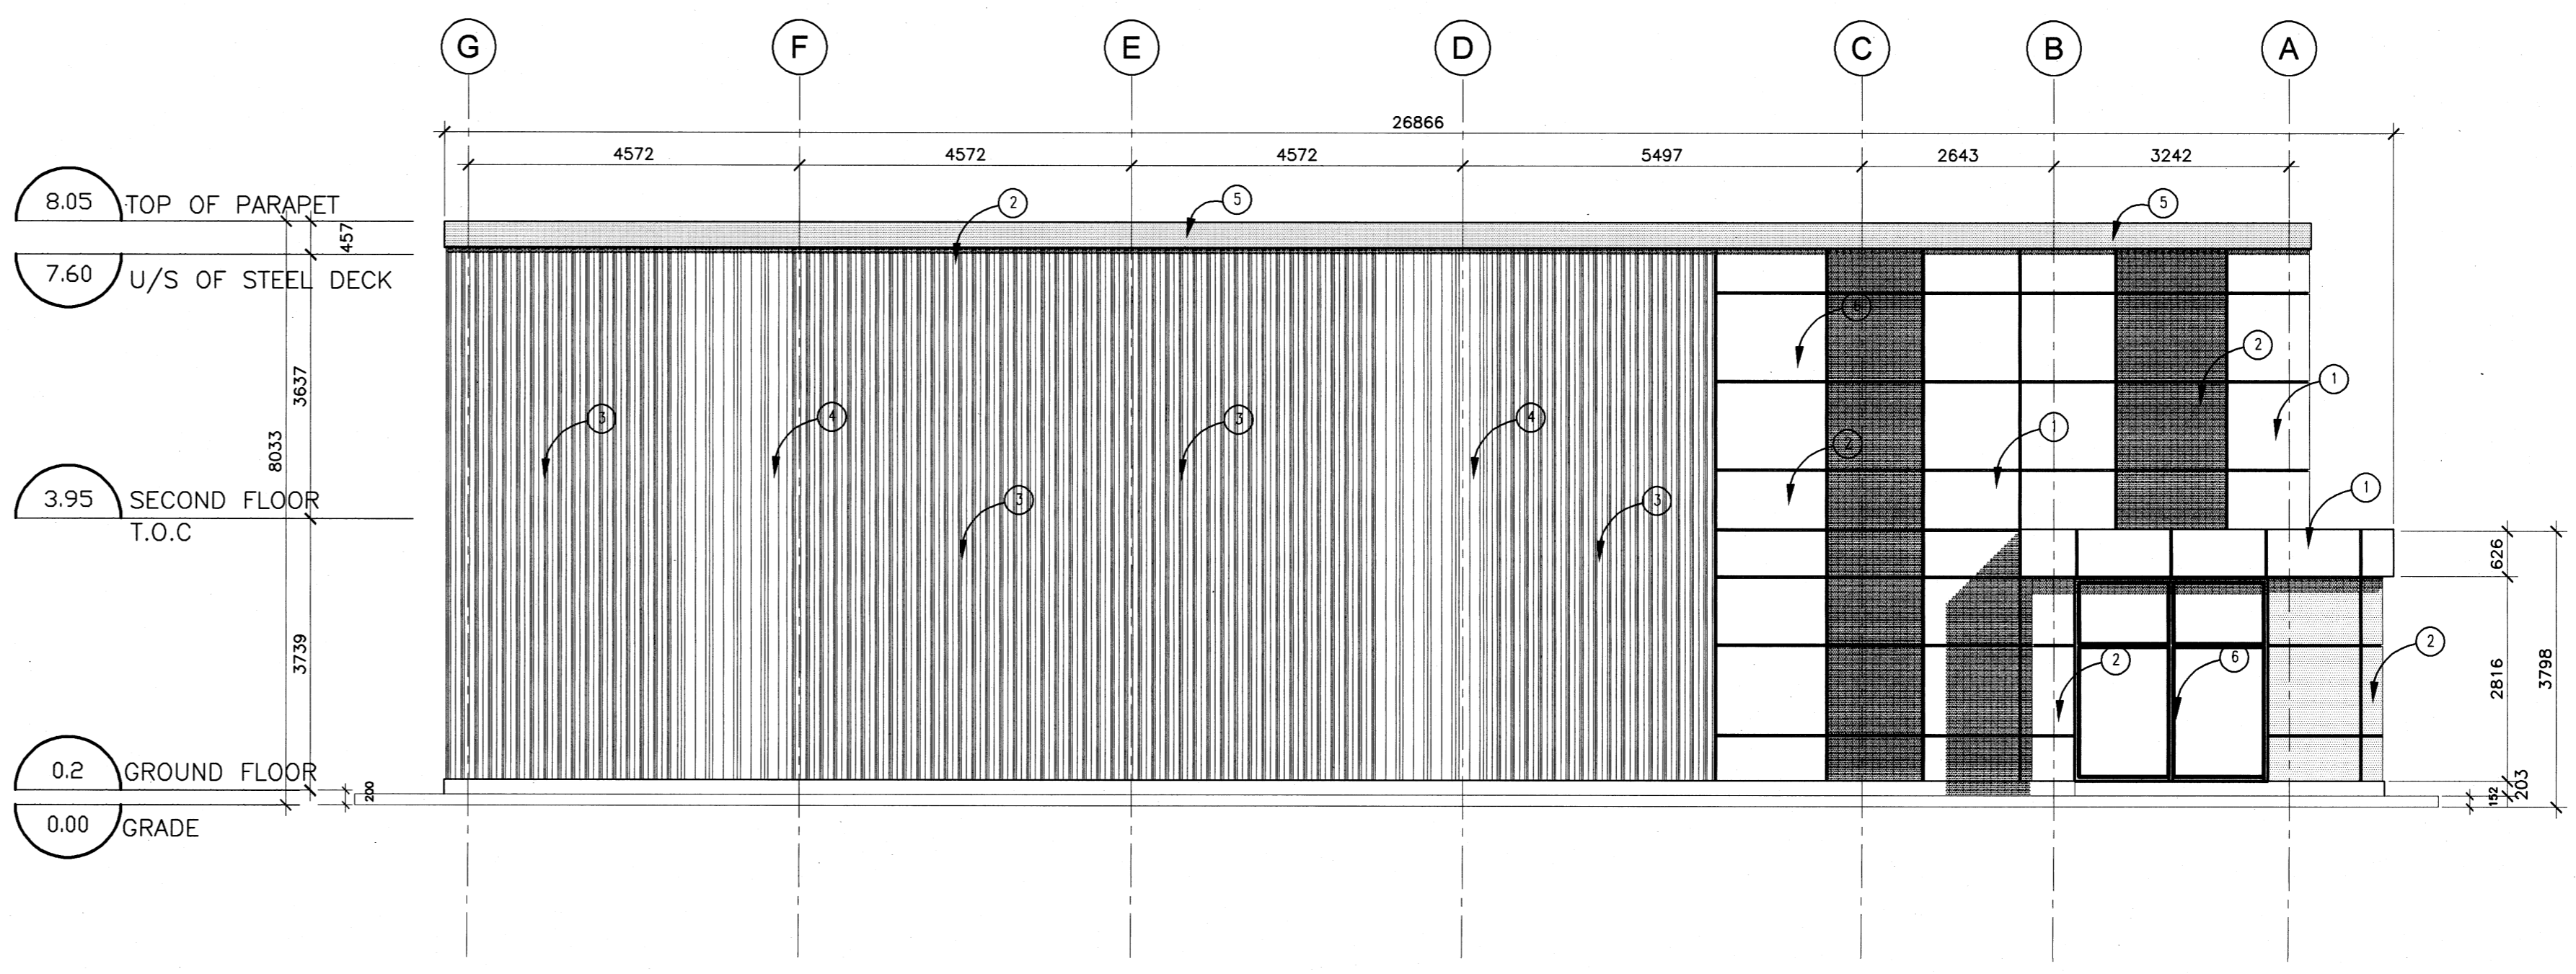 G F E D C B A
26866
4572 4572 4572 5497 2643 3242
8.05 TOP OF PARAPET
457
2 5 5
7.60 U/S OF STEEL DECK
6
2
1
3637
3 4 3 4
1
2
8033
3.95 SECOND FLOOR
T.O.C
3 3
1
626
3739
2 6
2
2816
3798
0.2 GROUND FLOOR
200
152
203
0.00 GRADE